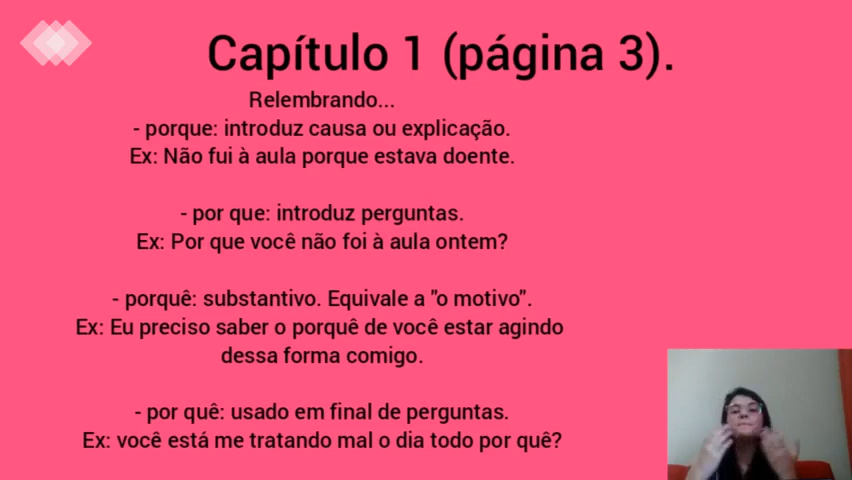 Capítulo 1 (página 3).
Relembrando...
- porque: introduz causa ou explicação.
Ex: Não fui à aula porque estava doente.
- por que: introduz perguntas.
Ex: Por que você não foi à aula ontem?
- porquê: substantivo. Equivale a "o motivo".
Ex: Eu preciso saber o porquê de você estar agindo
dessa forma comigo.
- por quê: usado em final de perguntas.
Ex: você está me tratando mal o dia todo por quê?